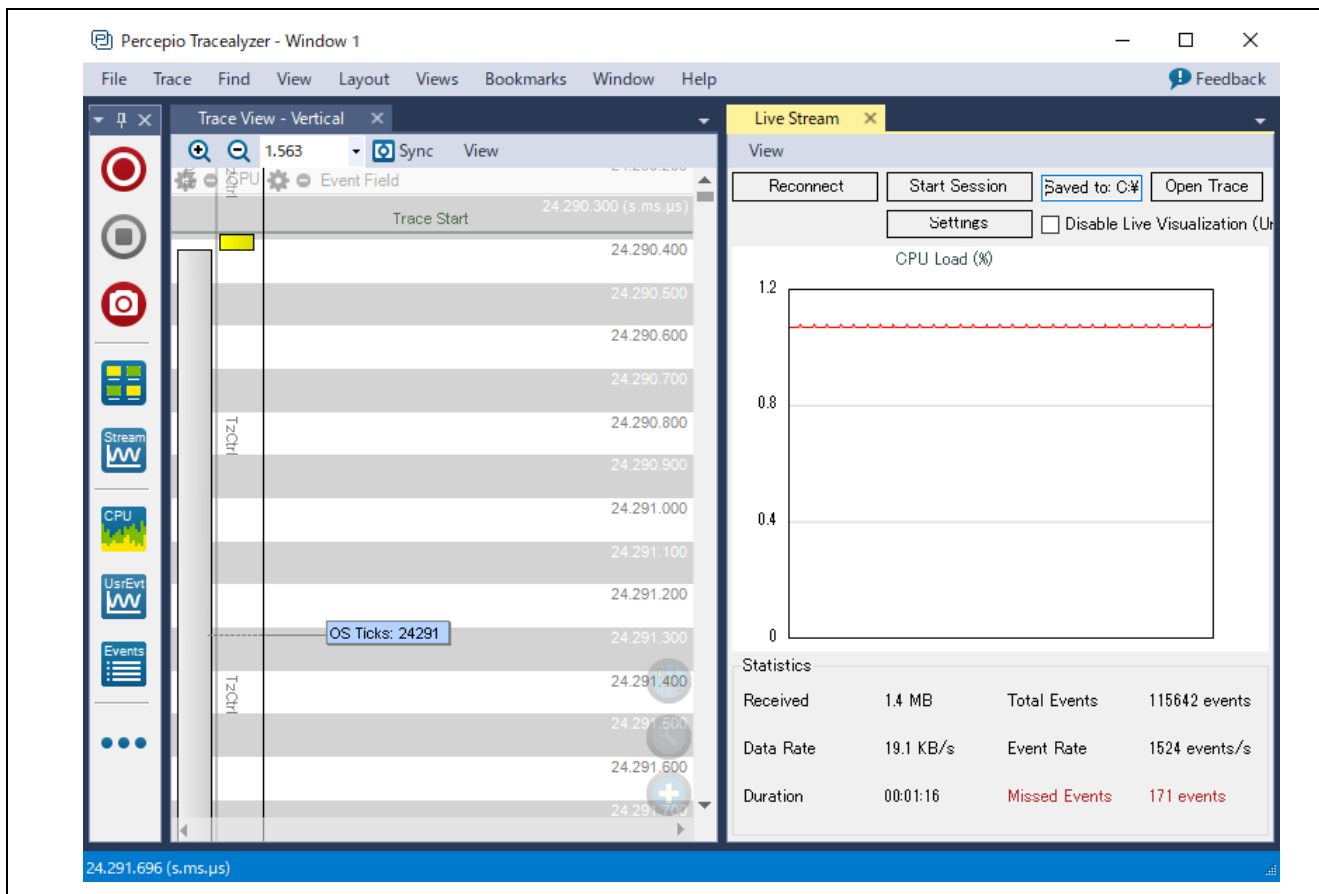 Percepio Tracealyzer - Window 1
File Trace Find View Layout Views Bookmarks Window Help Feedback
Trace View - Vertical
1.563 Sync View
CPU Event Field
24.290.300 (s.ms.µs)
Trace Start
24.290.400
24.290.500
24.290.600
24.290.700
24.290.800
TzCtrl
24.290.900
24.291.000
24.291.100
24.291.200
OS Ticks: 24291
24.291.300
24.291.400
TzCtrl
24.291.500
24.291.600
24.291.700
Stream
CPU
UsrEvt
Events
Live Stream
View
Reconnect Start Session Saved to: C:¥ Open Trace
Settings Disable Live Visualization (Un
CPU Load (%)
1.2
0.8
0.4
0
Statistics
Received 1.4 MB Total Events 115642 events
Data Rate 19.1 KB/s Event Rate 1524 events/s
Duration 00:01:16 Missed Events 171 events
24.291.696 (s.ms.µs)